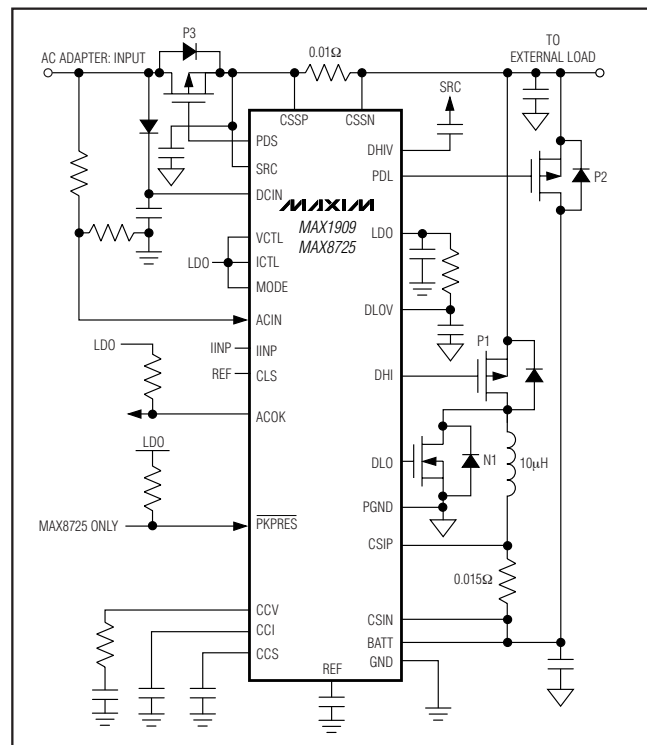 P3
AC ADAPTER: INPUT
0.01Ω
TO
EXTERNAL LOAD
CSSP
CSSN
SRC
PDS
SRC
DCIN
DHIV
PDL
P2
MAXIM
MAX1909
MAX8725
LDO
VCTL
ICTL
MODE
LDO
DLOV
ACIN
IINP
IINP
REF
CLS
LDO
ACOK
P1
DHI
DLO
N1
10μH
PGND
LDO
MAX8725 ONLY
PKPRES
CSIP
0.015Ω
CSIN
BATT
GND
CCV
CCI
CCS
REF